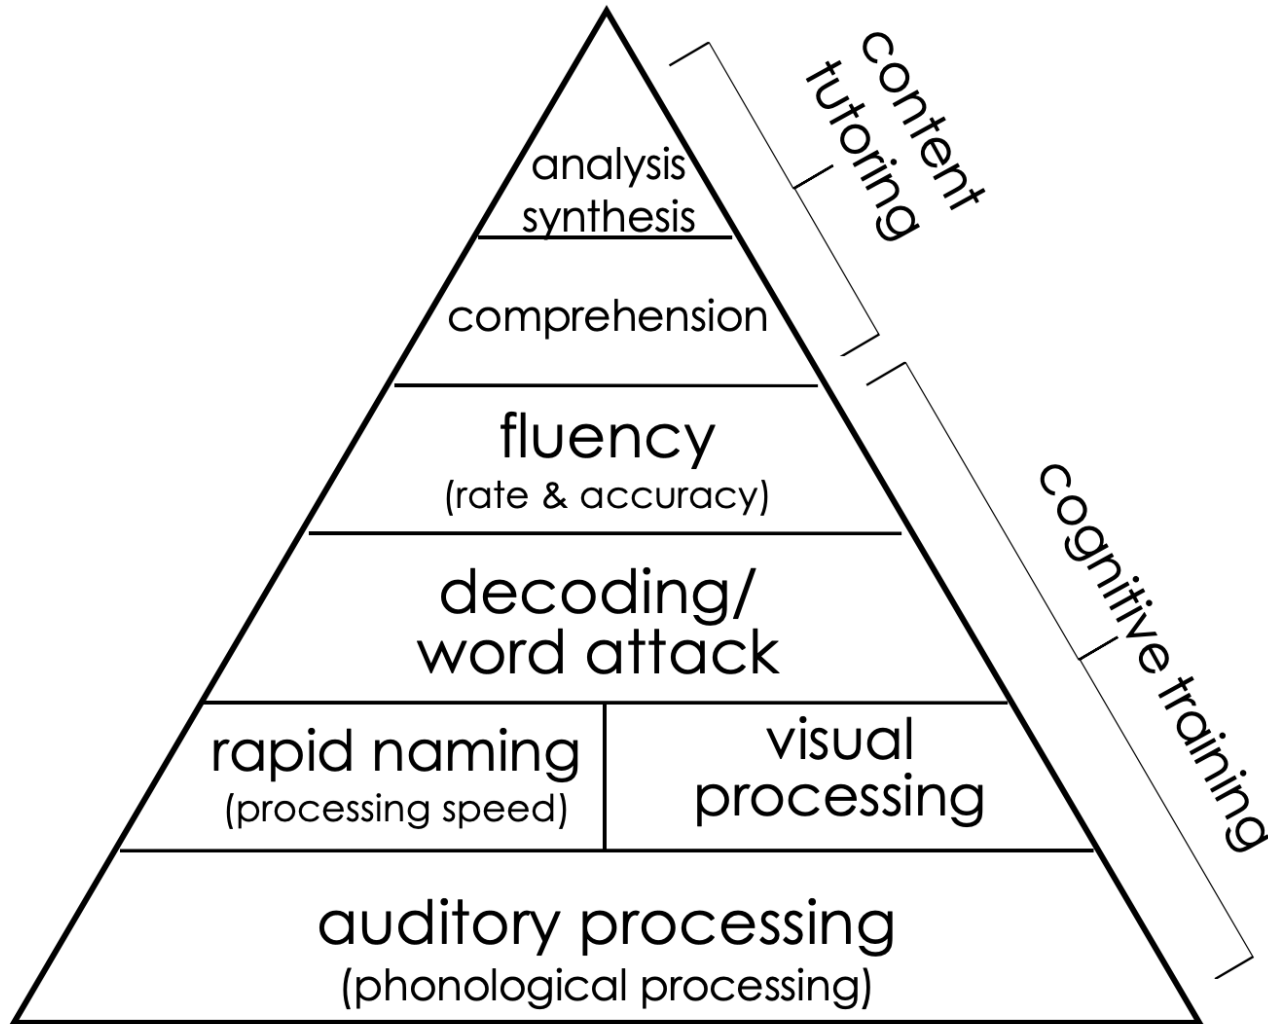 content
tutoring
analysis
synthesis
comprehension
fluency
(rate & accuracy)
decoding/
word attack
cognitive training
rapid naming
(processing speed)
visual
processing
auditory processing
(phonological processing)